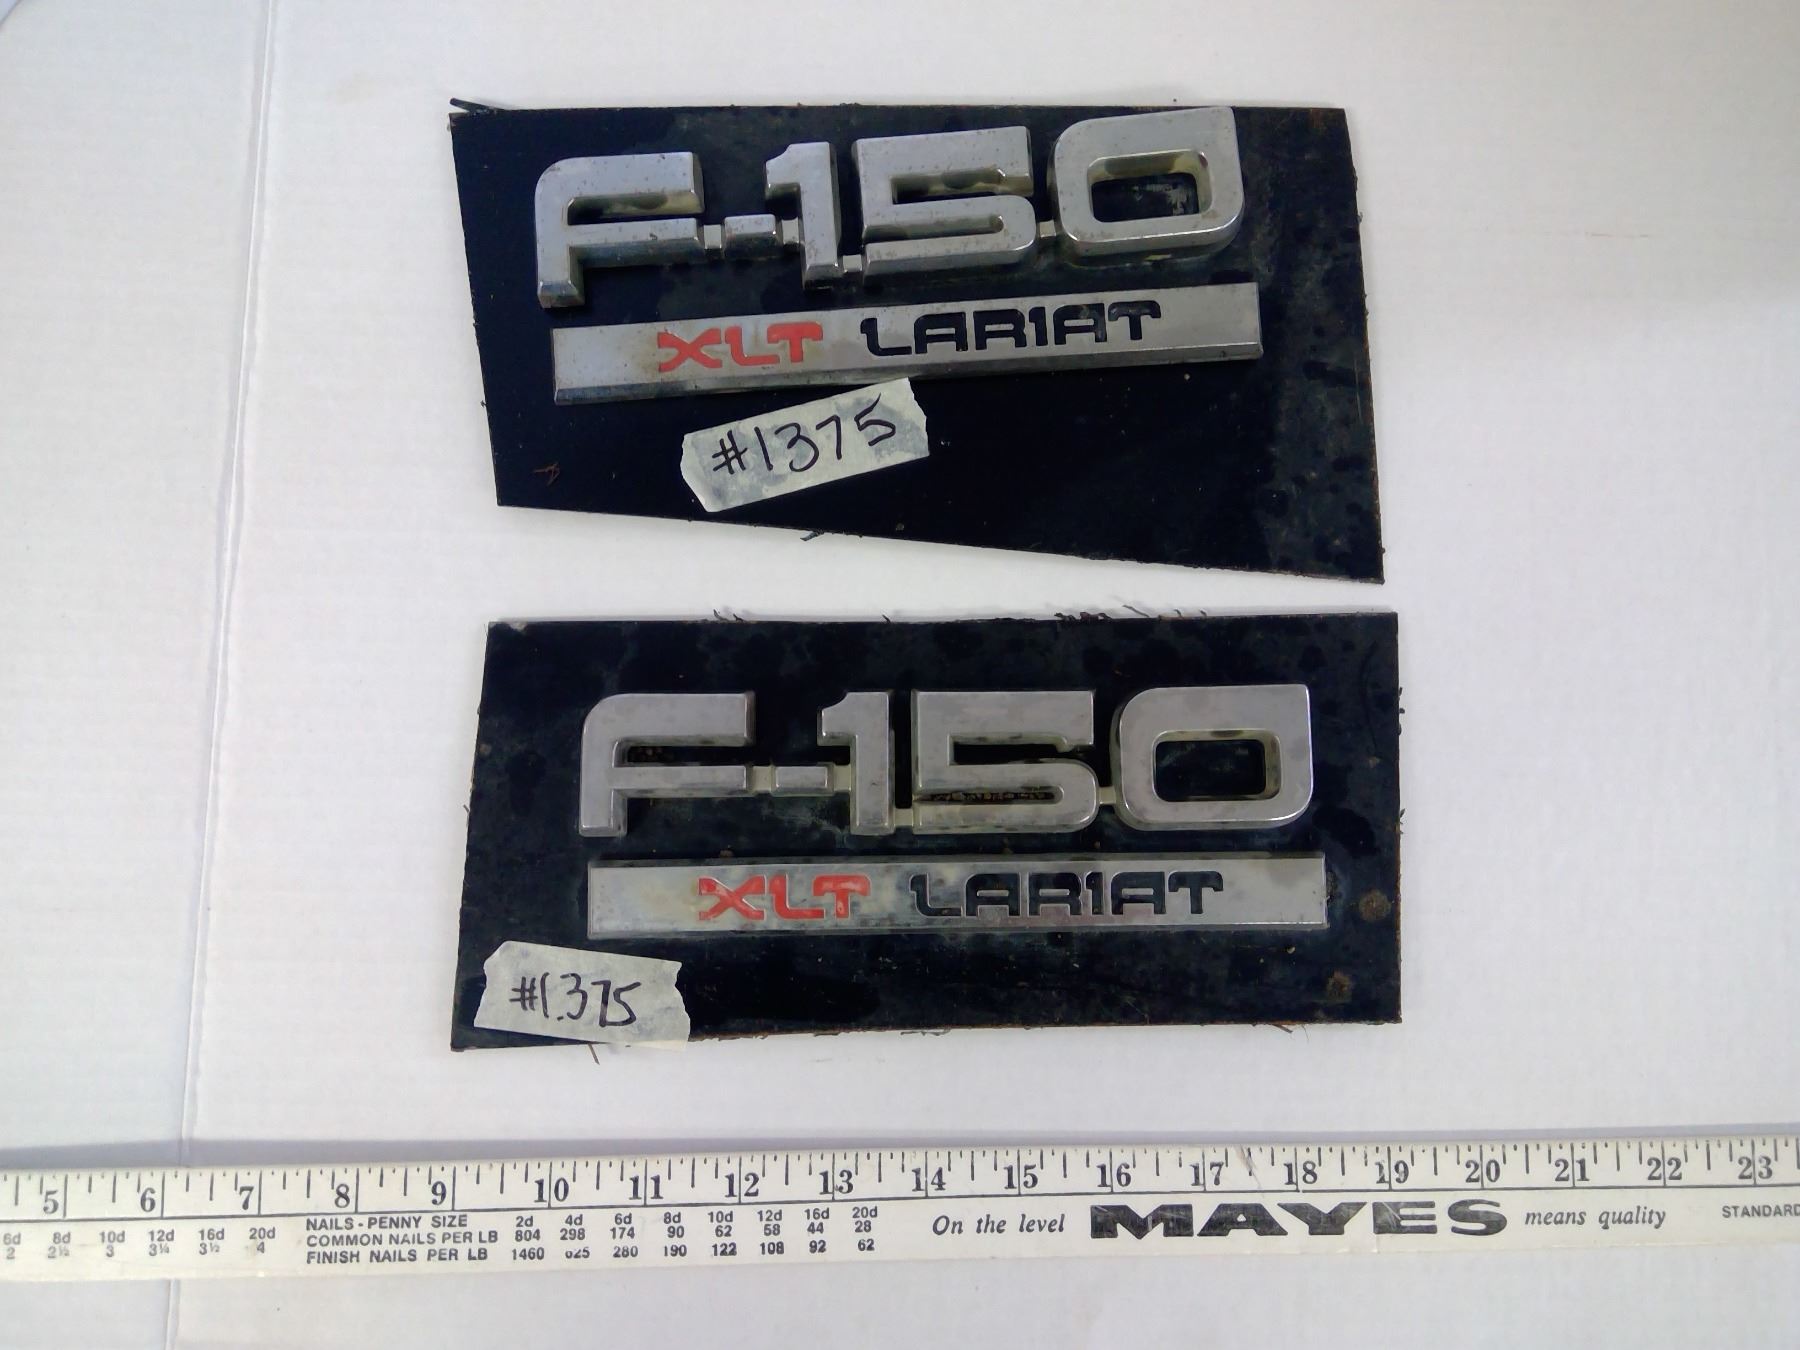 F-150
XLT LARIAT
#1375
F-150
XLT LARIAT
#1375
5 6 7 8 9 10 11 12 13 14 15 16 17 18 19 20 21 22 23
6d 8d 10d 12d 16d 20d NAILS - PENNY SIZE 2d 4d 6d 8d 10d 12d 16d 20d
2 2½ 3 3¼ 3½ 4 COMMON NAILS PER LB 804 298 174 90 62 58 44 28
FINISH NAILS PER LB 1460 625 280 190 122 108 92 62
On the level MAYES means quality STANDARD